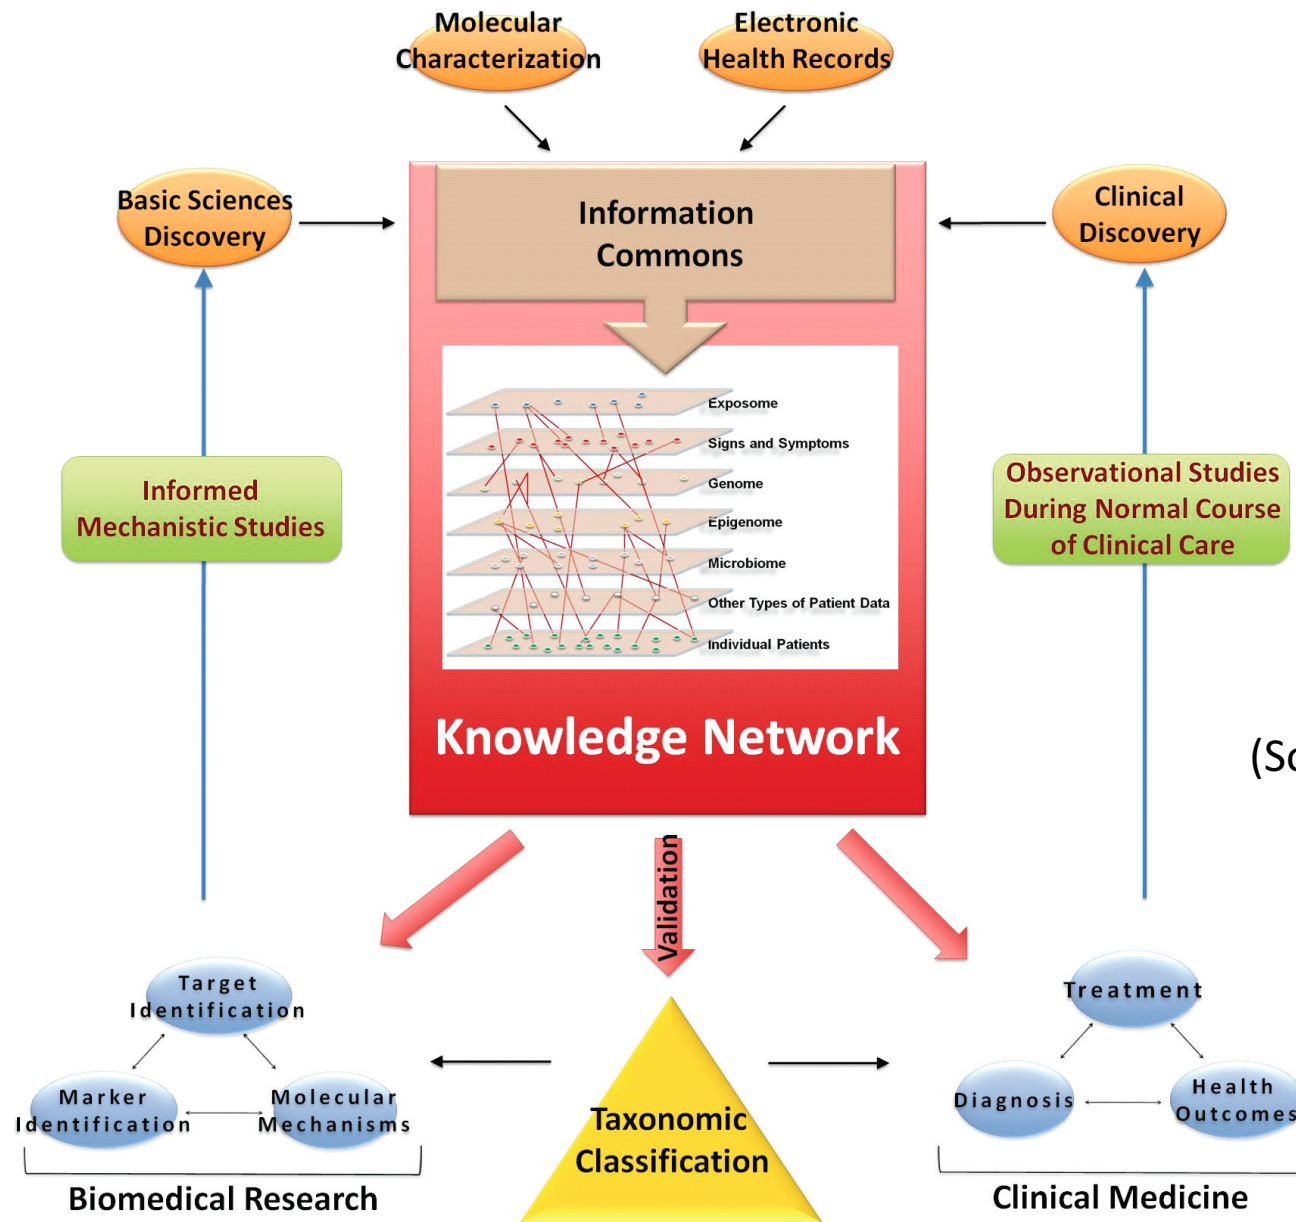 Molecular
Characterization
Electronic
Health Records
Basic Sciences
Discovery
Clinical
Discovery
Information
Commons
Exposome
Signs and Symptoms
Genome
Epigenome
Microbiome
Other Types of Patient Data
Individual Patients
Informed
Mechanistic Studies
Observational Studies
During Normal Course
of Clinical Care
Knowledge Network
Validation
Target
Identification
Marker
Identification
Molecular
Mechanisms
Biomedical Research
Taxonomic
Classification
Treatment
Diagnosis
Health
Outcomes
Clinical Medicine